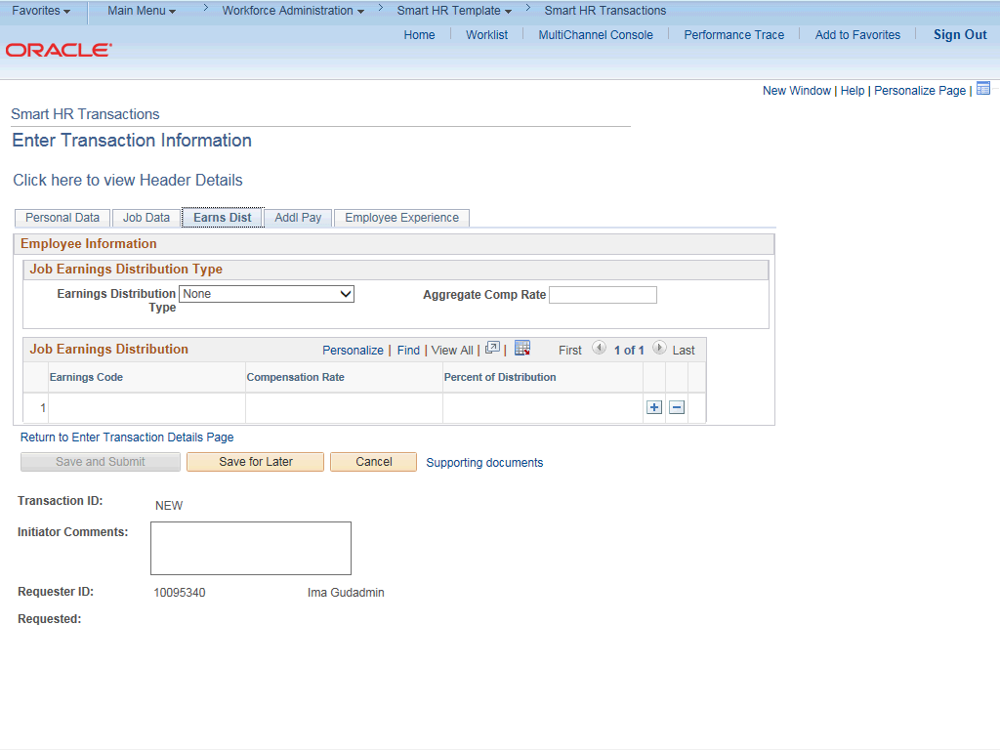 Favorites Main Menu > Workforce Administration > Smart HR Template > Smart HR Transactions
Home Worklist MultiChannel Console Performance Trace Add to Favorites Sign Out
ORACLE
New Window | Help | Personalize Page |
Smart HR Transactions
Enter Transaction Information
Click here to view Header Details
Personal Data Job Data Earns Dist Addl Pay Employee Experience
Employee Information
Job Earnings Distribution Type
Earnings Distribution Type None Aggregate Comp Rate
Job Earnings Distribution Personalize | Find | View All | | First 1 of 1 Last
Earnings Code Compensation Rate Percent of Distribution
1
Return to Enter Transaction Details Page
Save and Submit Save for Later Cancel Supporting documents
Transaction ID: NEW
Initiator Comments:
Requester ID: 10095340 Ima Gudadmin
Requested: